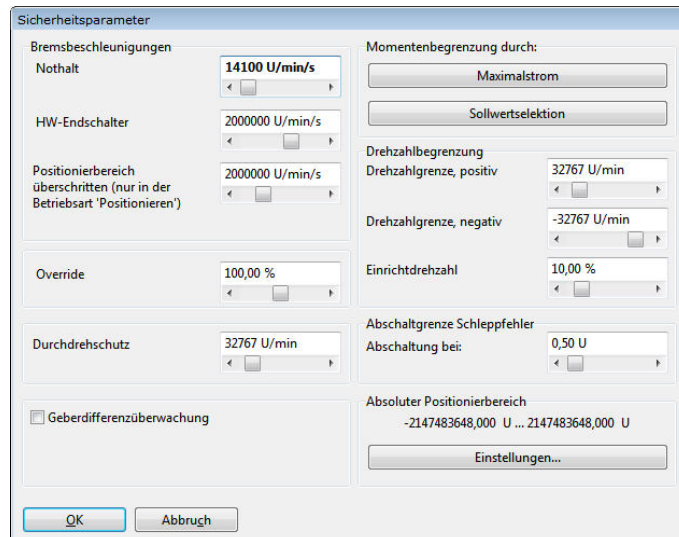 Sicherheitsparameter
Bremsbeschleunigungen
Nothalt
14100 U/min/s
HW-Endschalter
2000000 U/min/s
Positionierbereich
überschritten (nur in der
Betriebsart 'Positionieren')
2000000 U/min/s
Override
100,00 %
Durchdrehschutz
32767 U/min
Geberdifferenzüberwachung
Momentenbegrenzung durch:
Maximalstrom
Sollwertselektion
Drehzahlbegrenzung
Drehzahlgrenze, positiv
32767 U/min
Drehzahlgrenze, negativ
-32767 U/min
Einrichtdrehzahl
10,00 %
Abschaltgrenze Schleppfehler
Abschaltung bei:
0,50 U
Absoluter Positionierbereich
-2147483648,000 U ... 2147483648,000 U
Einstellungen...
OK
Abbruch